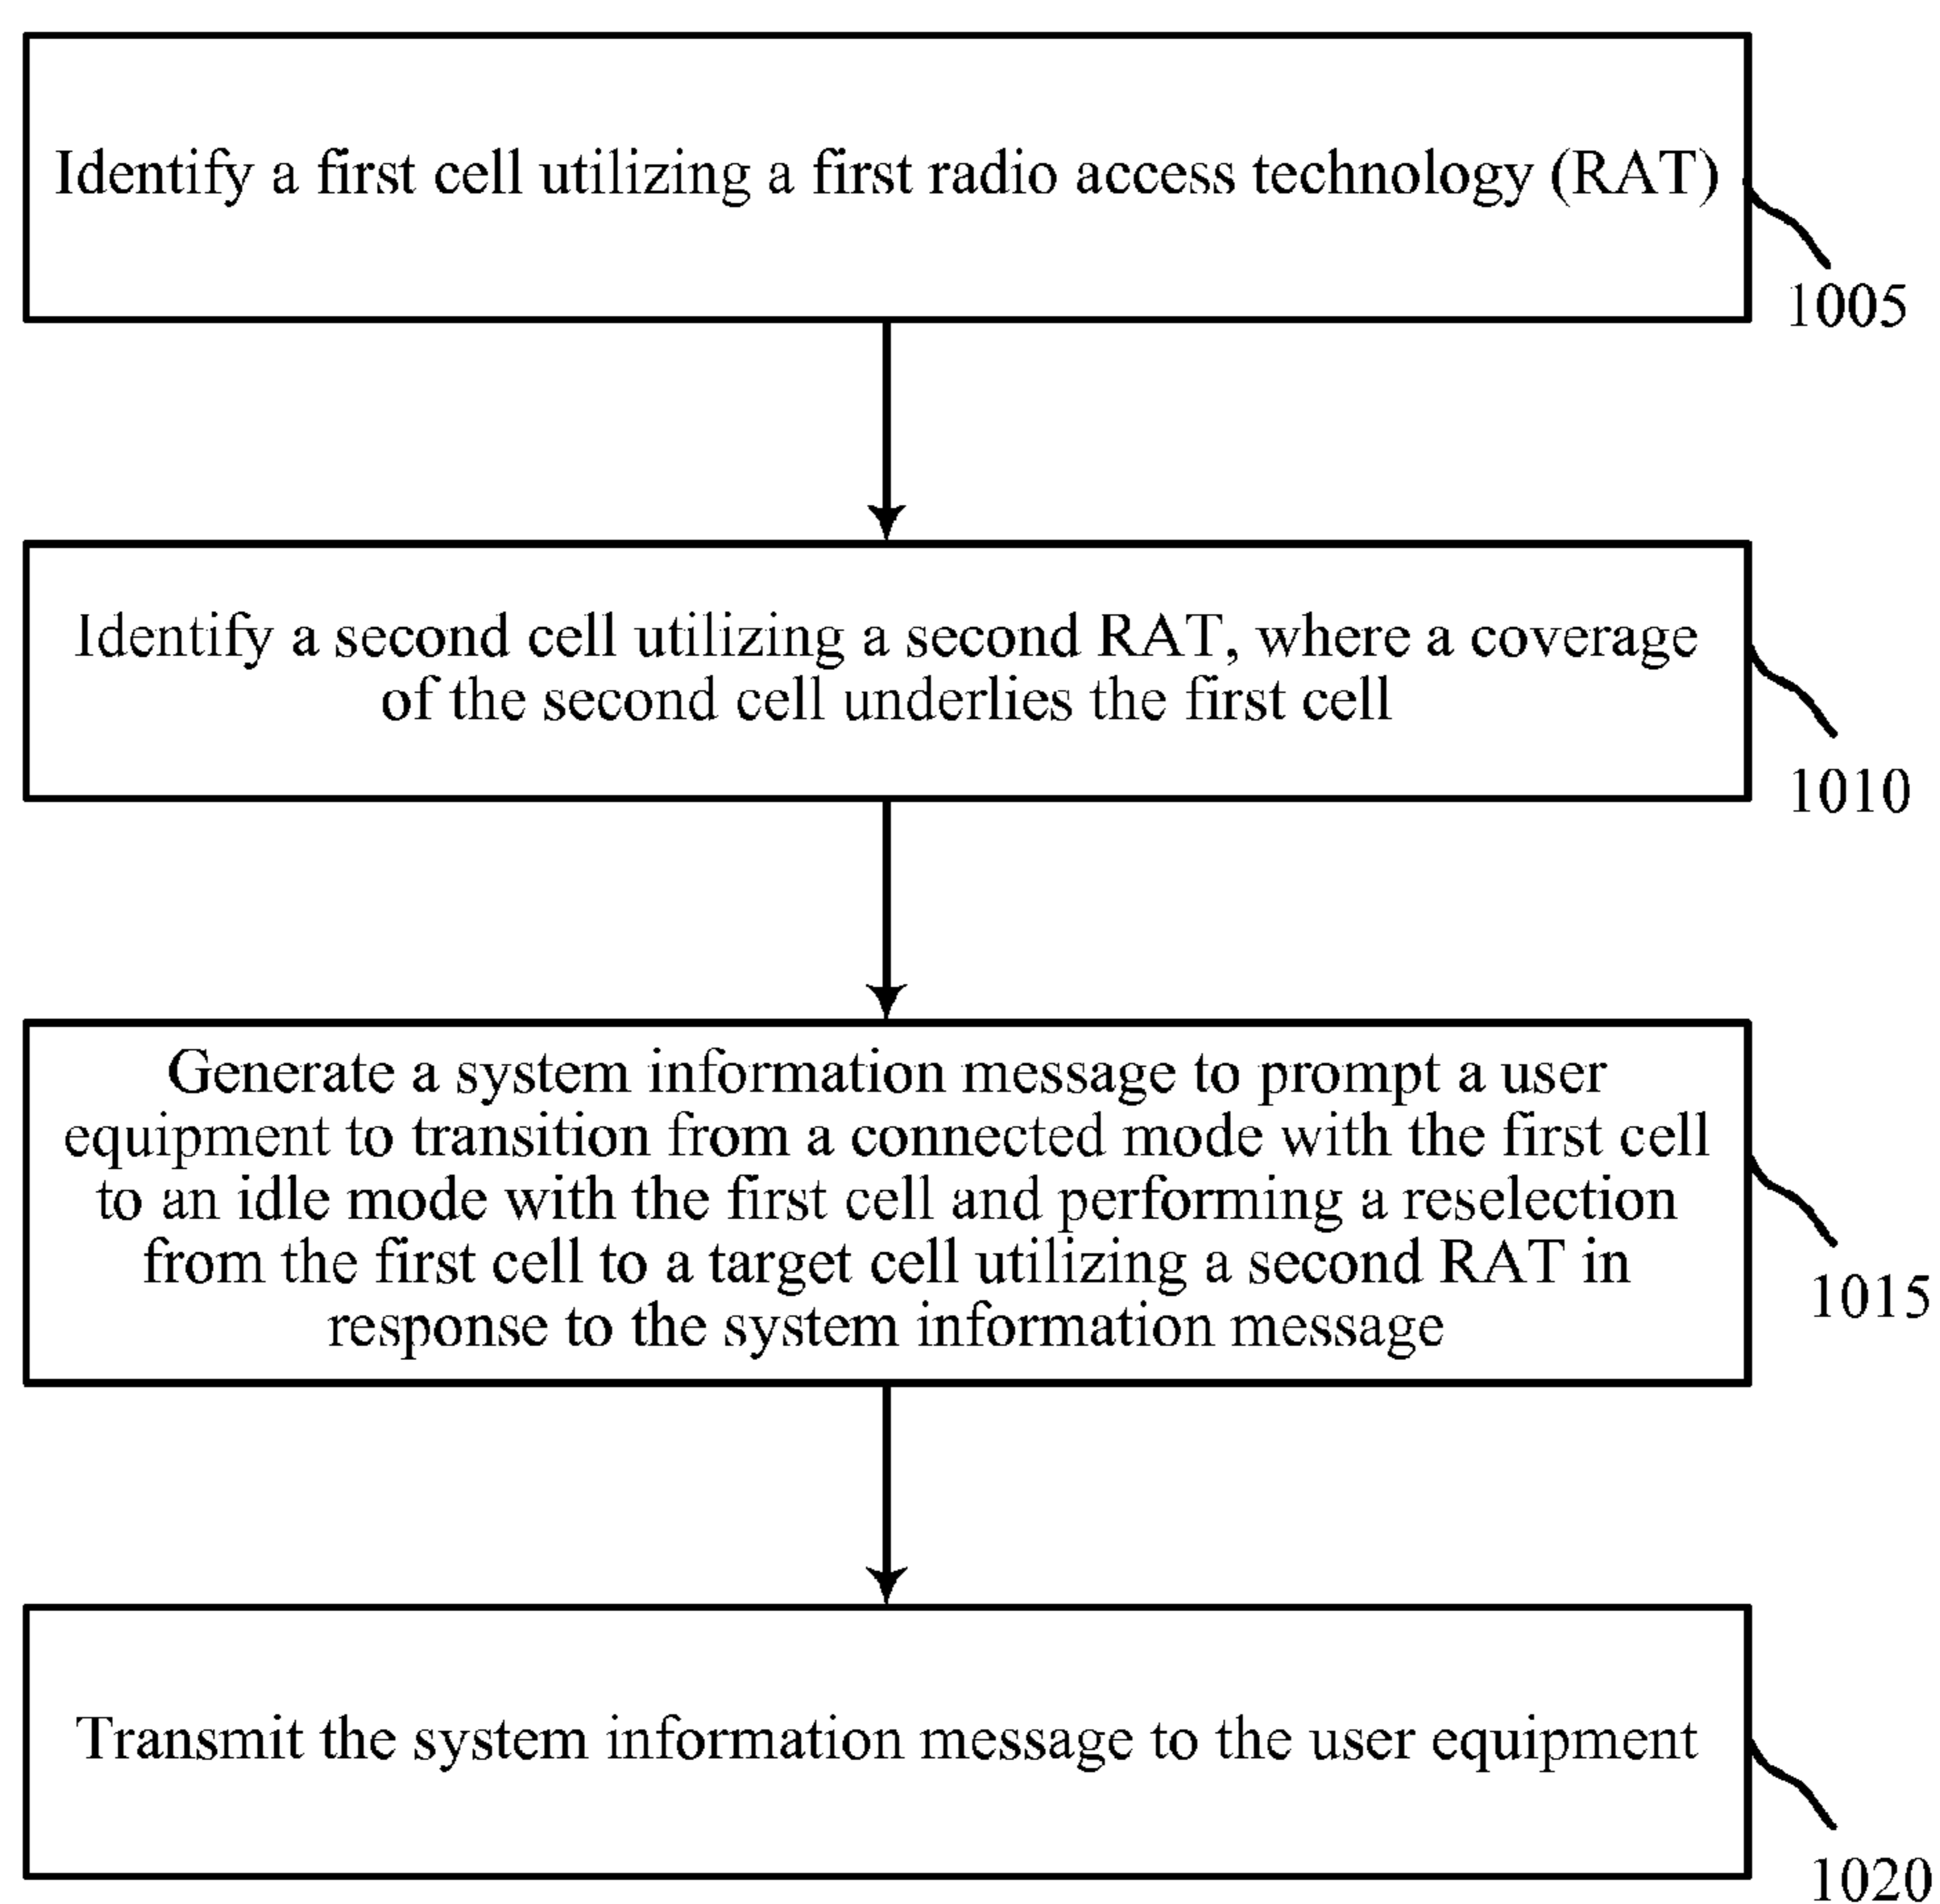 Identify a first cell utilizing a first radio access technology (RAT)
1005
Identify a second cell utilizing a second RAT, where a coverage
of the second cell underlies the first cell
1010
Generate a system information message to prompt a user
equipment to transition from a connected mode with the first cell
to an idle mode with the first cell and performing a reselection
from the first cell to a target cell utilizing a second RAT in
response to the system information message
1015
Transmit the system information message to the user equipment
1020